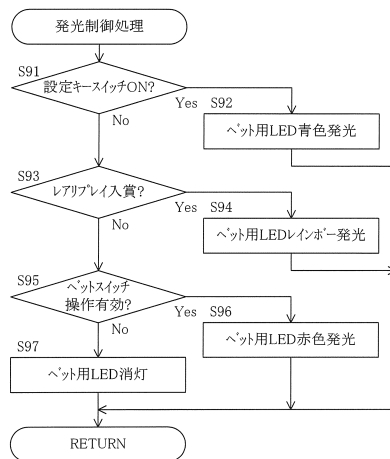 発光制御処理
S91
設定キースイッチON?
Yes
S92
ベット用LED青色発光
No
S93
レアリプレイ入賞?
Yes
S94
ベット用LEDレインボー発光
No
S95
ベットスイッチ
操作有効?
Yes
S96
ベット用LED赤色発光
No
S97
ベット用LED消灯
RETURN